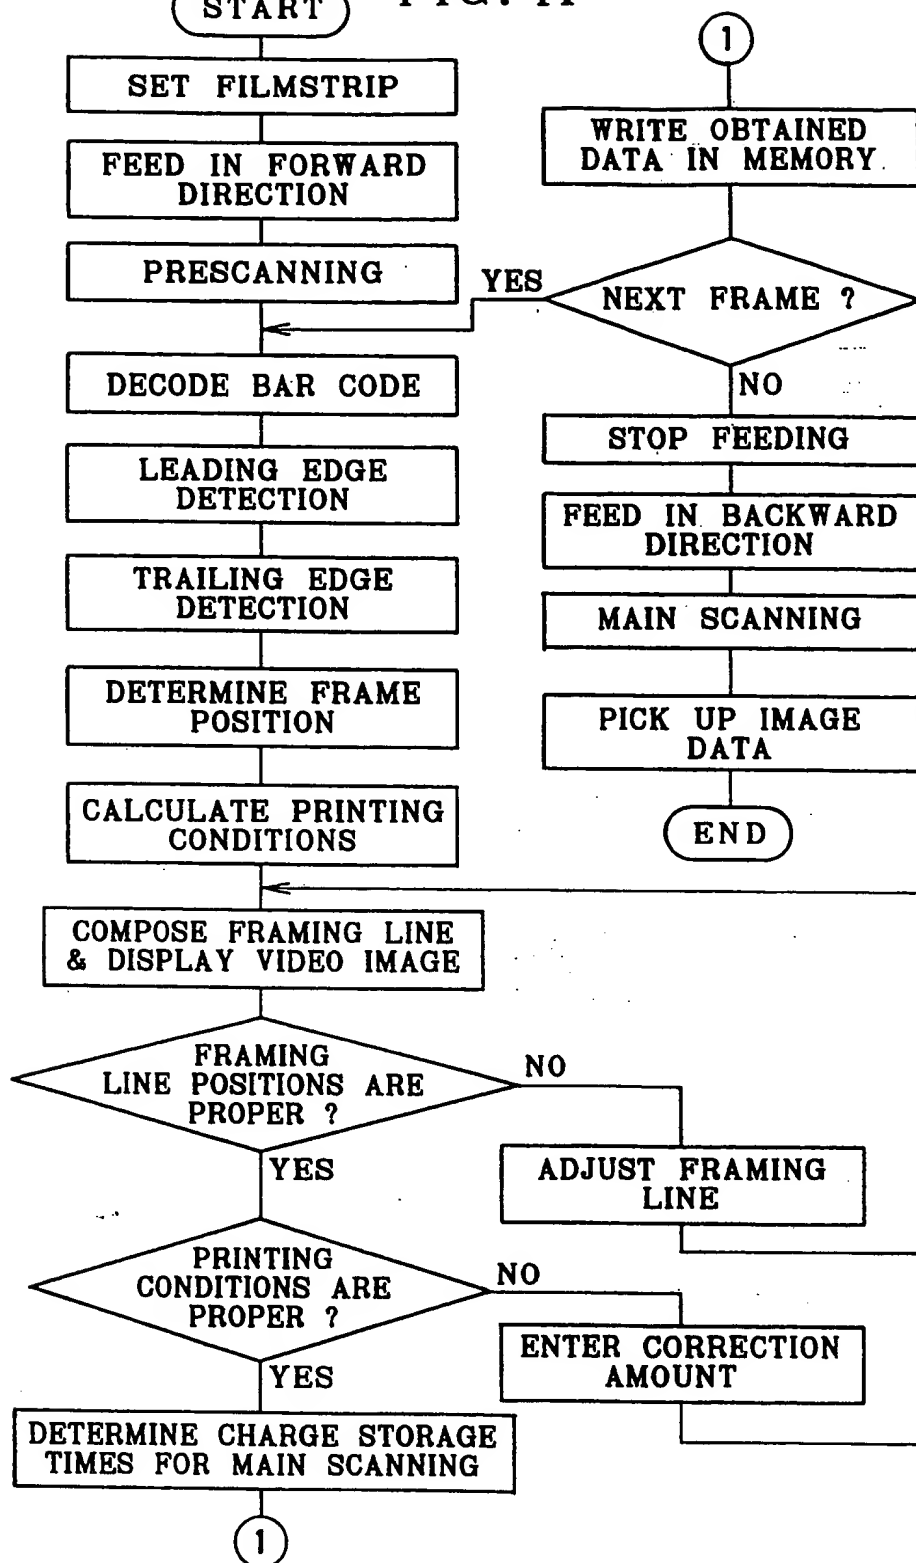 START
SET FILMSTRIP
FEED IN FORWARD
DIRECTION
PRESCANNING
DECODE BAR CODE
LEADING EDGE
DETECTION
TRAILING EDGE
DETECTION
DETERMINE FRAME
POSITION
CALCULATE PRINTING
CONDITIONS
COMPOSE FRAMING LINE
& DISPLAY VIDEO IMAGE
FRAMING
LINE POSITIONS ARE
PROPER ?
NO
YES
ADJUST FRAMING
LINE
PRINTING
CONDITIONS ARE
PROPER ?
NO
YES
ENTER CORRECTION
AMOUNT
DETERMINE CHARGE STORAGE
TIMES FOR MAIN SCANNING
1
1
WRITE OBTAINED
DATA IN MEMORY
NEXT FRAME ?
YES
NO
STOP FEEDING
FEED IN BACKWARD
DIRECTION
MAIN SCANNING
PICK UP IMAGE
DATA
END